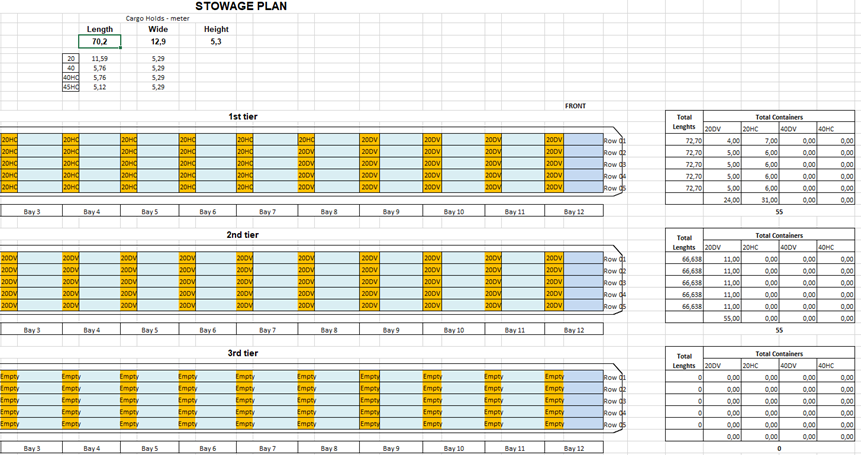 STOWAGE PLAN
Cargo Holds - meter
Length Wide Height
70,2 12,9 5,3
20 11,59 5,29
40 5,76 5,29
40HC 5,76 5,29
45HC 5,12 5,29
FRONT
1st tier
Total Lenghts Total Containers
20DV 20HC 40DV 40HC
20HC 20HC 20HC 20HC 20HC 20HC 20DV 20DV 20DV 20DV Row 01 72,70 4,00 7,00 0,00 0,00
20HC 20HC 20HC 20HC 20HC 20DV 20DV 20DV 20DV 20DV Row 02 72,70 5,00 6,00 0,00 0,00
20HC 20HC 20HC 20HC 20HC 20DV 20DV 20DV 20DV 20DV Row 03 72,70 5,00 6,00 0,00 0,00
20HC 20HC 20HC 20HC 20HC 20DV 20DV 20DV 20DV 20DV Row 04 72,70 5,00 6,00 0,00 0,00
20HC 20HC 20HC 20HC 20HC 20DV 20DV 20DV 20DV 20DV Row 05 72,70 5,00 6,00 0,00 0,00
24,00 31,00 0,00 0,00
Bay 3 Bay 4 Bay 5 Bay 6 Bay 7 Bay 8 Bay 9 Bay 10 Bay 11 Bay 12 55
2nd tier
Total Lenghts Total Containers
20DV 20HC 40DV 40HC
20DV 20DV 20DV 20DV 20DV 20DV 20DV 20DV 20DV 20DV Row 01 66,638 11,00 0,00 0,00 0,00
20DV 20DV 20DV 20DV 20DV 20DV 20DV 20DV 20DV 20DV Row 02 66,638 11,00 0,00 0,00 0,00
20DV 20DV 20DV 20DV 20DV 20DV 20DV 20DV 20DV 20DV Row 03 66,638 11,00 0,00 0,00 0,00
20DV 20DV 20DV 20DV 20DV 20DV 20DV 20DV 20DV 20DV Row 04 66,638 11,00 0,00 0,00 0,00
20DV 20DV 20DV 20DV 20DV 20DV 20DV 20DV 20DV 20DV Row 05 66,638 11,00 0,00 0,00 0,00
55,00 0,00 0,00 0,00
Bay 3 Bay 4 Bay 5 Bay 6 Bay 7 Bay 8 Bay 9 Bay 10 Bay 11 Bay 12 55
3rd tier
Total Lenghts Total Containers
20DV 20HC 40DV 40HC
Empty Empty Empty Empty Empty Empty Empty Empty Empty Empty Row 01 0 0,00 0,00 0,00 0,00
Empty Empty Empty Empty Empty Empty Empty Empty Empty Empty Row 02 0 0,00 0,00 0,00 0,00
Empty Empty Empty Empty Empty Empty Empty Empty Empty Empty Row 03 0 0,00 0,00 0,00 0,00
Empty Empty Empty Empty Empty Empty Empty Empty Empty Empty Row 04 0 0,00 0,00 0,00 0,00
Empty Empty Empty Empty Empty Empty Empty Empty Empty Empty Row 05 0 0,00 0,00 0,00 0,00
0,00 0,00 0,00 0,00
Bay 3 Bay 4 Bay 5 Bay 6 Bay 7 Bay 8 Bay 9 Bay 10 Bay 11 Bay 12 0